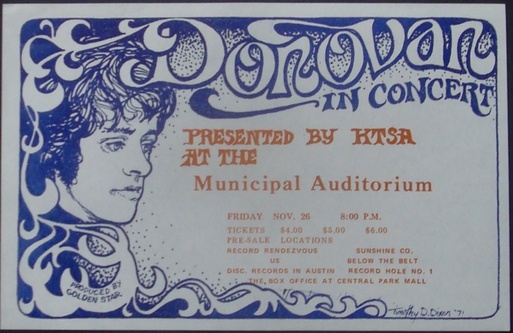 Donovan
IN CONCERT
PRESENTED BY KTSA
AT THE
Municipal Auditorium
FRIDAY NOV. 26 8:00 P.M.
TICKETS $4.00 $5.00 $6.00
PRE-SALE LOCATIONS
RECORD RENDEZVOUS SUNSHINE CO.
US BELOW THE BELT
DISC. RECORDS IN AUSTIN RECORD HOLE NO. 1
THE BOX OFFICE AT CENTRAL PARK MALL
PRODUCED BY
GOLDEN STAR
Timothy D. Dixon '71